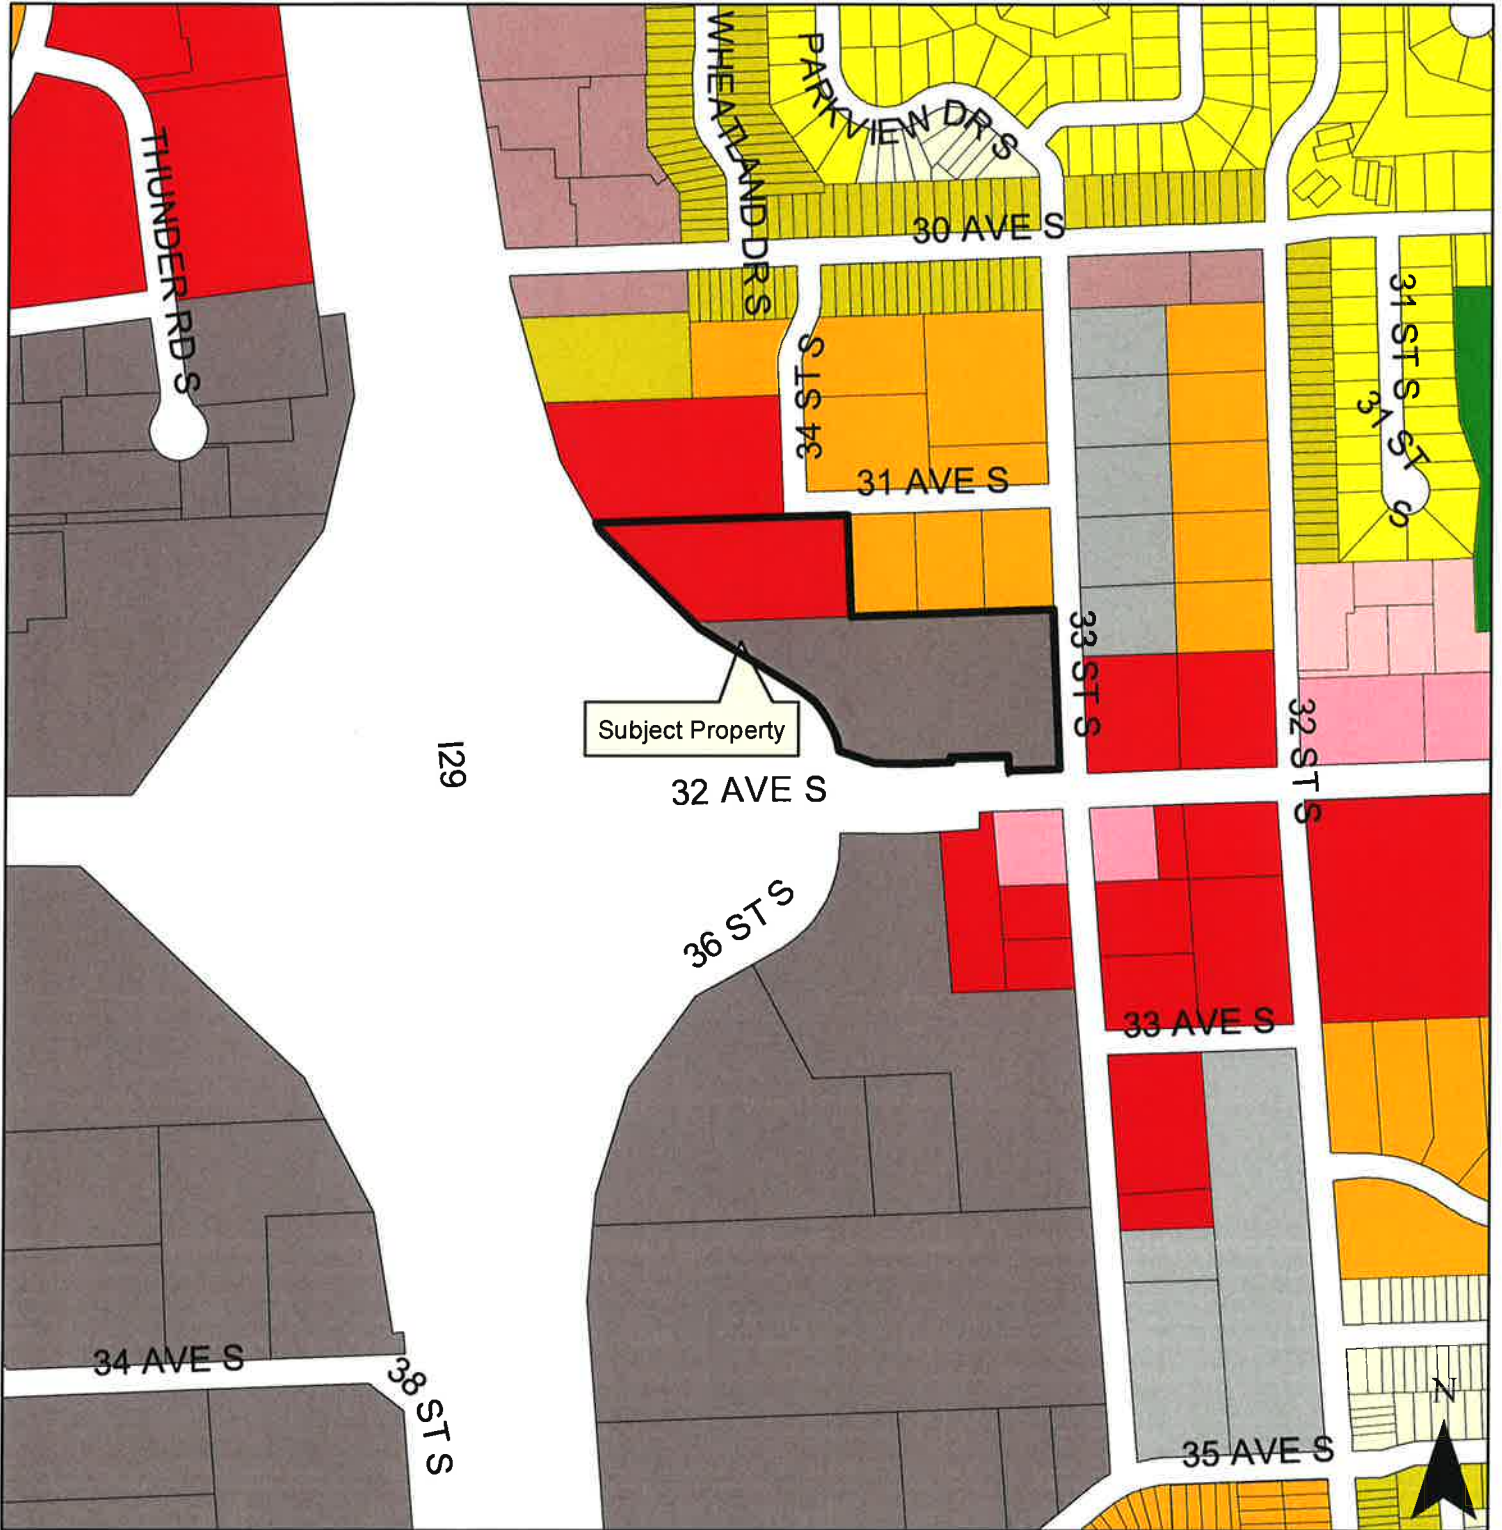 WHEATLAND DR S
PARKVIEW DR S
THUNDER RD S
30 AVE S
31 ST S
31 ST S
34 ST S
31 AVE S
33 ST S
Subject Property
32 ST S
I29
32 AVE S
36 ST S
33 AVE S
34 AVE S
38 ST S
N
35 AVE S